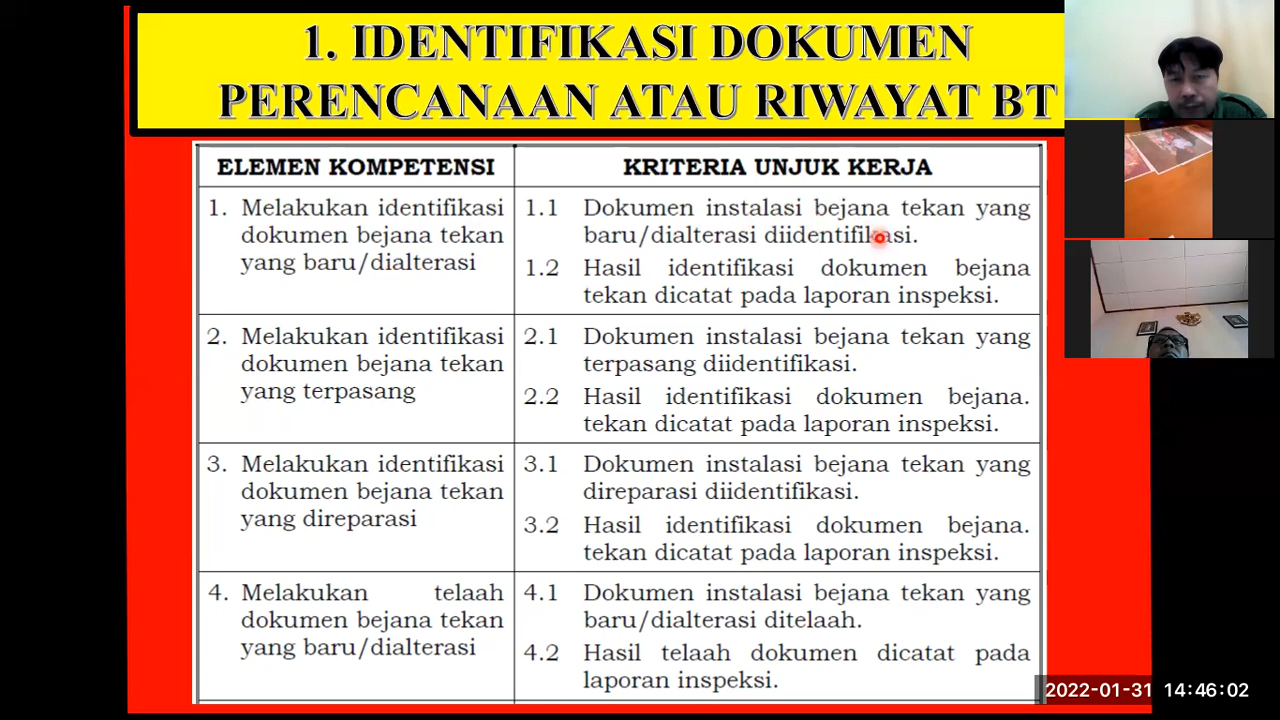 1. IDENTIFIKASI DOKUMEN
PERENCANAAN ATAU RIWAYAT BT
ELEMEN KOMPETENSI
KRITERIA UNJUK KERJA
1. Melakukan identifikasi
dokumen bejana tekan
yang baru/dialterasi
1.1 Dokumen instalasi bejana tekan yang
baru/dialterasi diidentifikasi.
1.2 Hasil identifikasi dokumen bejana
tekan dicatat pada laporan inspeksi.
2. Melakukan identifikasi
dokumen bejana tekan
yang terpasang
2.1 Dokumen instalasi bejana tekan yang
terpasang diidentifikasi.
2.2 Hasil identifikasi dokumen bejana.
tekan dicatat pada laporan inspeksi.
3. Melakukan identifikasi
dokumen bejana tekan
yang direparasi
3.1 Dokumen instalasi bejana tekan yang
direparasi diidentifikasi.
3.2 Hasil identifikasi dokumen bejana.
tekan dicatat pada laporan inspeksi.
4. Melakukan telaah
dokumen bejana tekan
yang baru/dialterasi
4.1 Dokumen instalasi bejana tekan yang
baru/dialterasi ditelaah.
4.2 Hasil telaah dokumen dicatat pada
laporan inspeksi.
2022-01-31 14:46:02